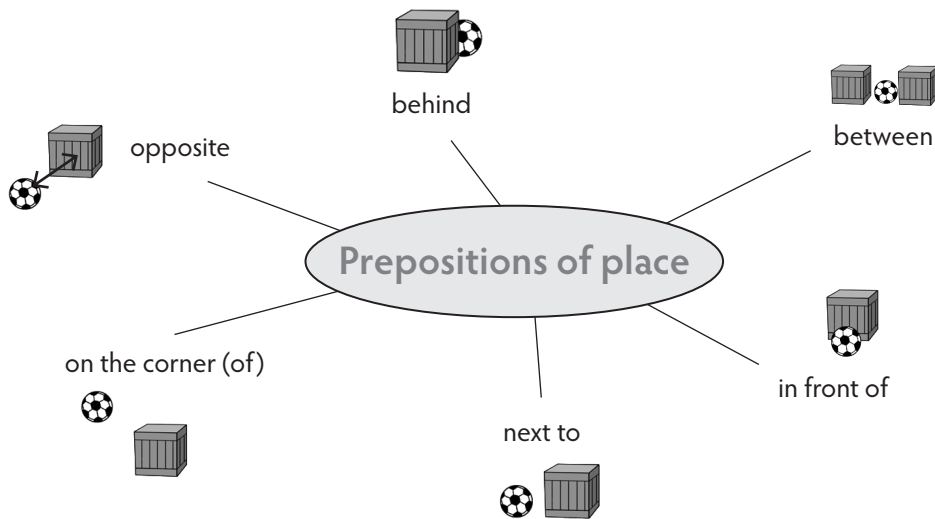 behind
between
opposite
Prepositions of place
on the corner (of)
in front of
next to